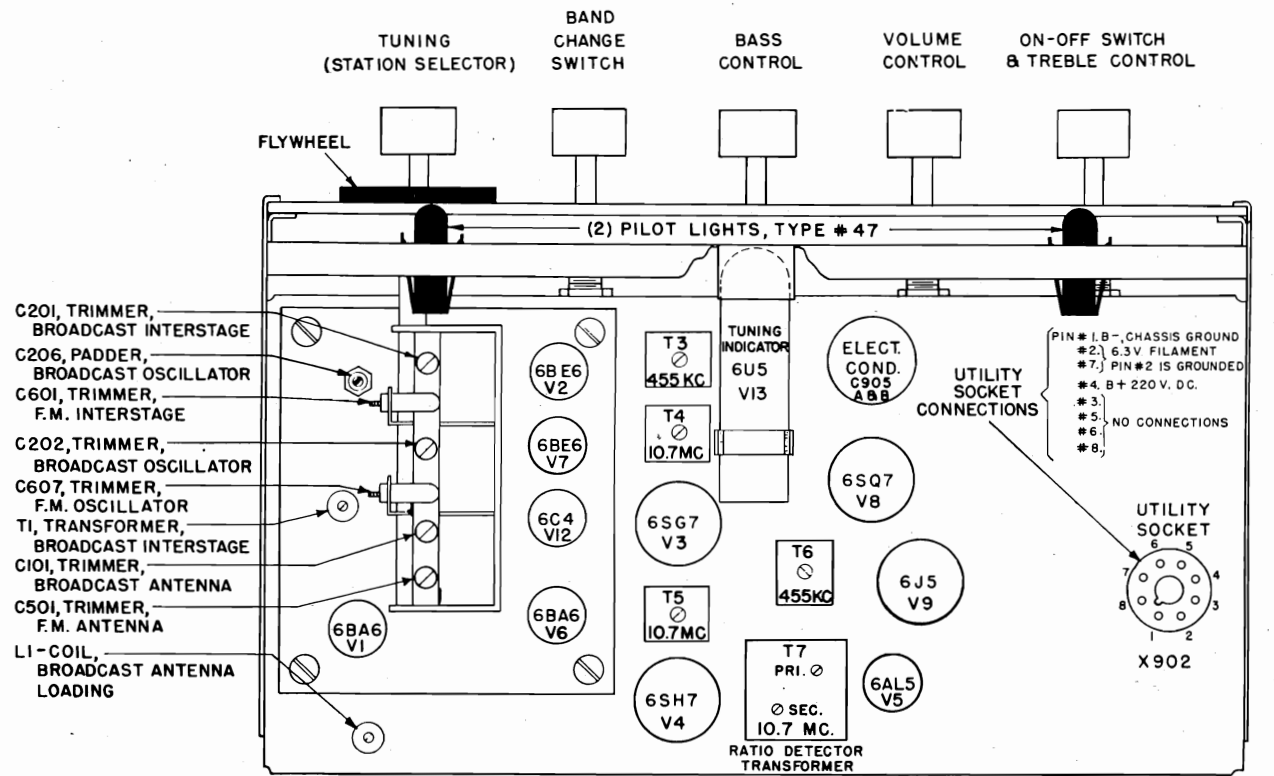 TUNING
(STATION SELECTOR)
BAND
CHANGE
SWITCH
BASS
CONTROL
VOLUME
CONTROL
ON-OFF SWITCH
& TREBLE CONTROL
FLYWHEEL
(2) PILOT LIGHTS, TYPE #47
C201, TRIMMER,
BROADCAST INTERSTAGE
C206, PADDER,
BROADCAST OSCILLATOR
C601, TRIMMER,
F.M. INTERSTAGE
C202, TRIMMER,
BROADCAST OSCILLATOR
C607, TRIMMER,
F.M. OSCILLATOR
T1, TRANSFORMER,
BROADCAST INTERSTAGE
C101, TRIMMER,
BROADCAST ANTENNA
C501, TRIMMER,
F.M. ANTENNA
L1-COIL,
BROADCAST ANTENNA
LOADING
6BA6
V1
6BE6
V2
6BE6
V7
6C4
V12
6BA6
V6
T3
455 KC
T4
10.7 MC
6SG7
V3
T5
10.7 MC
6SH7
V4
TUNING
INDICATOR
6U5
V13
T6
455KC
T7
PRI.
SEC.
10.7 MC.
RATIO DETECTOR
TRANSFORMER
ELECT.
COND.
C905
A&B
6SQ7
V8
6J5
V9
6AL5
V5
UTILITY
SOCKET
CONNECTIONS
PIN #1. B-, CHASSIS GROUND
#2. 6.3 V. FILAMENT
#7. PIN #2 IS GROUNDED
#4. B+ 220 V. DC.
#3.
#5.
#6.
#8.
NO CONNECTIONS
UTILITY
SOCKET
6 5
7 4
8 3
1 2
X902